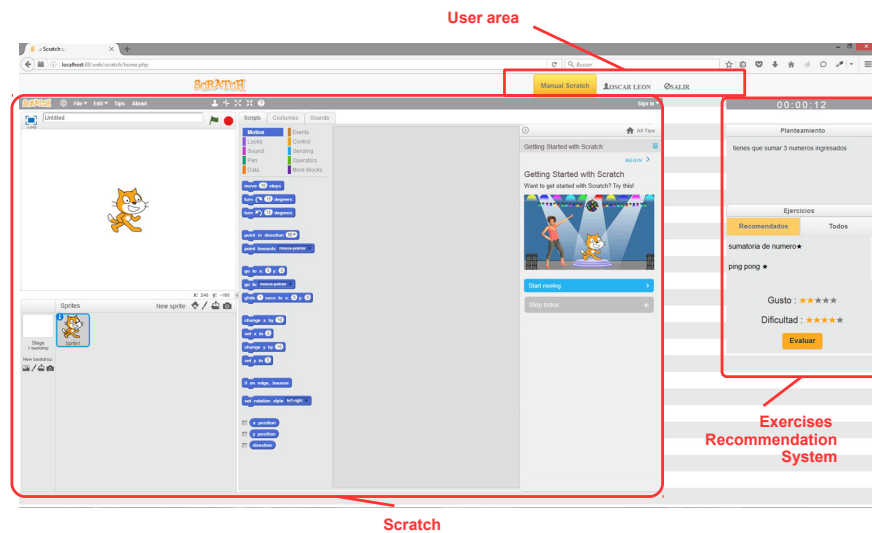 User area
:: Scratch :.
localhost:88/web/scratch/home.php
Buscar
SCRATCH
Manual Scratch
OSCAR LEON
SALIR
SCRATCH
File Edit Tips About
Sign in
Untitled
Scripts Costumes Sounds
Motion Events
Looks Control
Sound Sensing
Pen Operators
Data More Blocks
move 10 steps
turn 15 degrees
turn 15 degrees
point in direction 90
point towards mouse-pointer
go to x: 0 y: 0
go to mouse-pointer
glide 1 secs to x: 0 y: 0
change x by 10
set x to 0
change y by 10
set y to 0
if on edge, bounce
set rotation style left-right
x position
y position
direction
X: 240 Y: -180
Sprites New sprite:
Stage
1 backdrop
New backdrop:
Sprite1
All Tips
Getting Started with Scratch
BEGIN
Getting Started with Scratch
Want to get started with Scratch? Try this!
Start moving
Step Index
00:00:12
Planteamiento
tienes que sumar 3 numeros ingresados
Ejercicios
Recomendados Todos
sumatoria de numero★
ping pong ★
Gusto : ★★★★★
Dificultad : ★★★★★
Evaluar
Exercises
Recommendation
System
Scratch